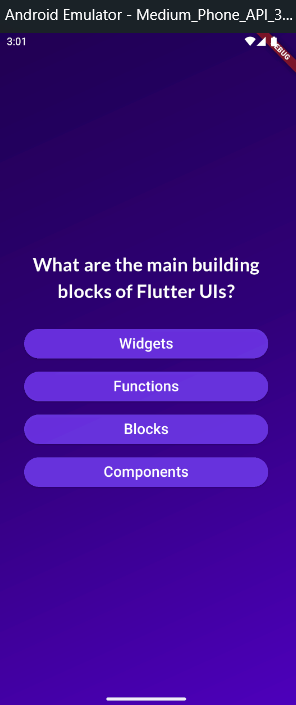 Android Emulator - Medium_Phone_API_3...
3:01
DEBUG
What are the main building
blocks of Flutter UIs?
Widgets
Functions
Blocks
Components